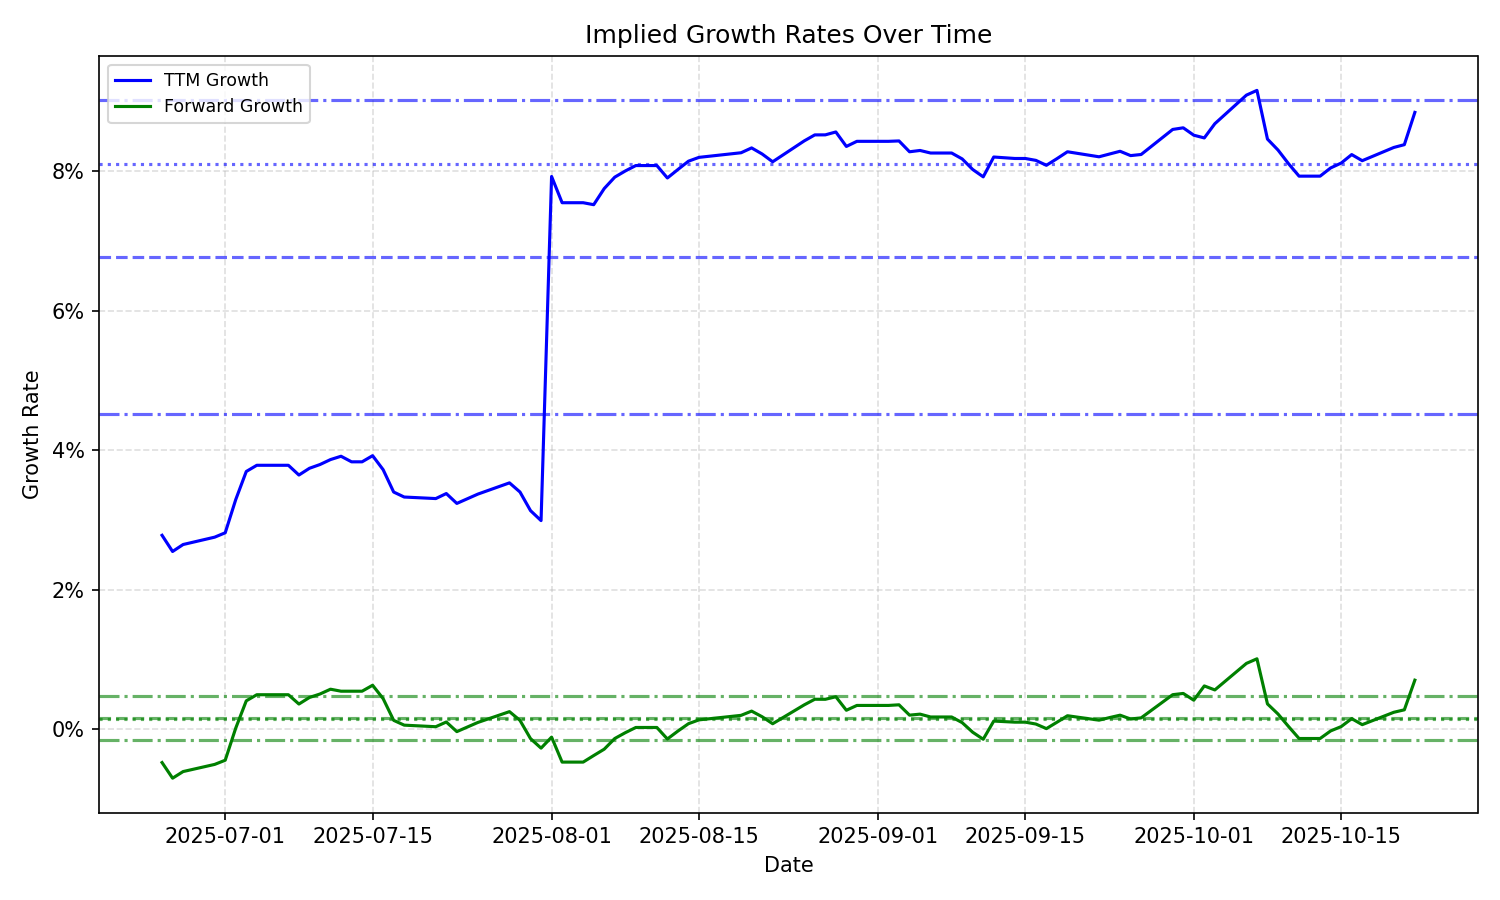 Implied Growth Rates Over Time
TTM Growth
Forward Growth
8%
6%
4%
2%
0%
Growth Rate
2025-07-01
2025-07-15
2025-08-01
2025-08-15
2025-09-01
2025-09-15
2025-10-01
2025-10-15
Date